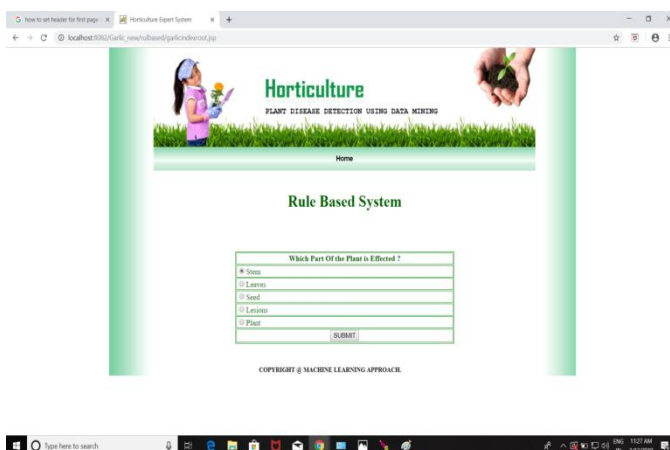 how to set header for first page
Horticulture Expert System
localhost:8082/Garlic_new/rulbased/garlicindexroot.jsp
Horticulture
PLANT DISEASE DETECTION USING DATA MINING
Home
Rule Based System
Which Part Of the Plant is Effected ?
Stem
Leaves
Seed
Lesions
Plant
SUBMIT
COPYRIGHT @ MACHINE LEARNING APPROACH.
Type here to search
ENG
11:27 AM